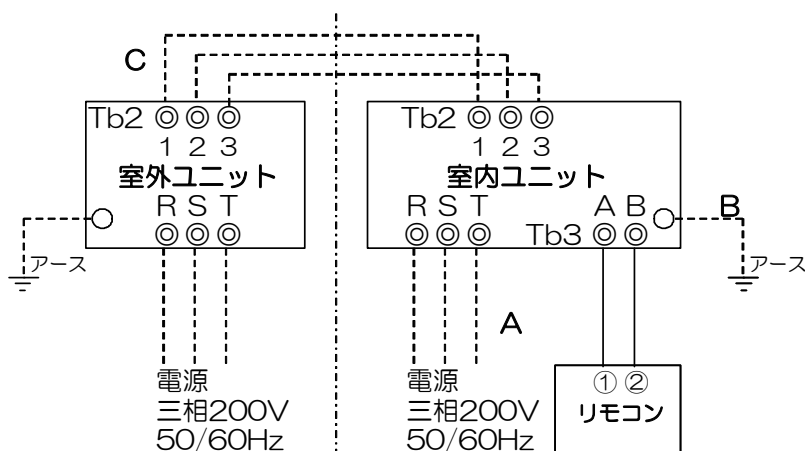 C
Tb2
1 2 3
室外ユニット
R S T
アース
電源
三相200V
50/60Hz
Tb2
1 2 3
室内ユニット
R S T
Tb3
A B
B
アース
A
電源
三相200V
50/60Hz
① ②
リモコン